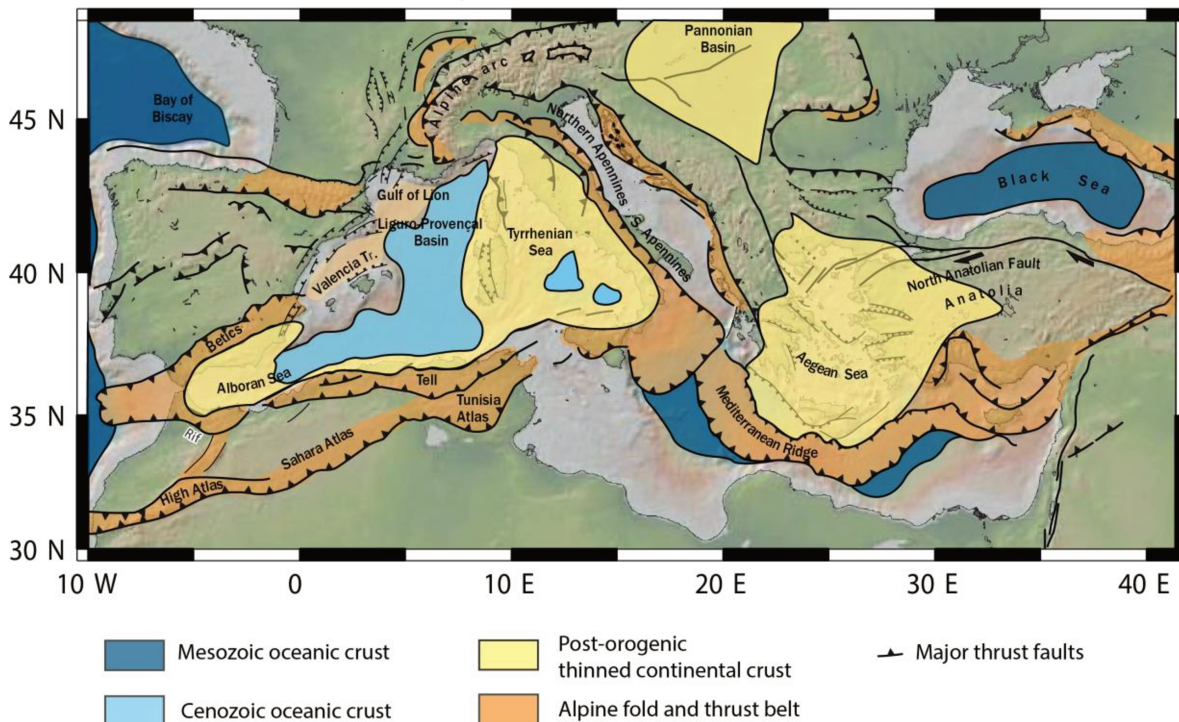 Pannonian
Basin
Alpine arc
45 N
Bay of
Biscay
Northern Apennines
Black Sea
Gulf of Lion
Liguro-Provençal
Basin
Tyrrhenian
Sea
S. Apennines
40 N
Valencia Tr.
North Anatolian Fault
Anatolia
Betics
Aegean Sea
Alboran Sea
Tell
Tunisia
Atlas
Mediterranean Ridge
35 N
Rif
Sahara Atlas
High Atlas
30 N
10 W
0
10 E
20 E
30 E
40 E
Mesozoic oceanic crust
Post-orogenic
thinned continental crust
Major thrust faults
Cenozoic oceanic crust
Alpine fold and thrust belt